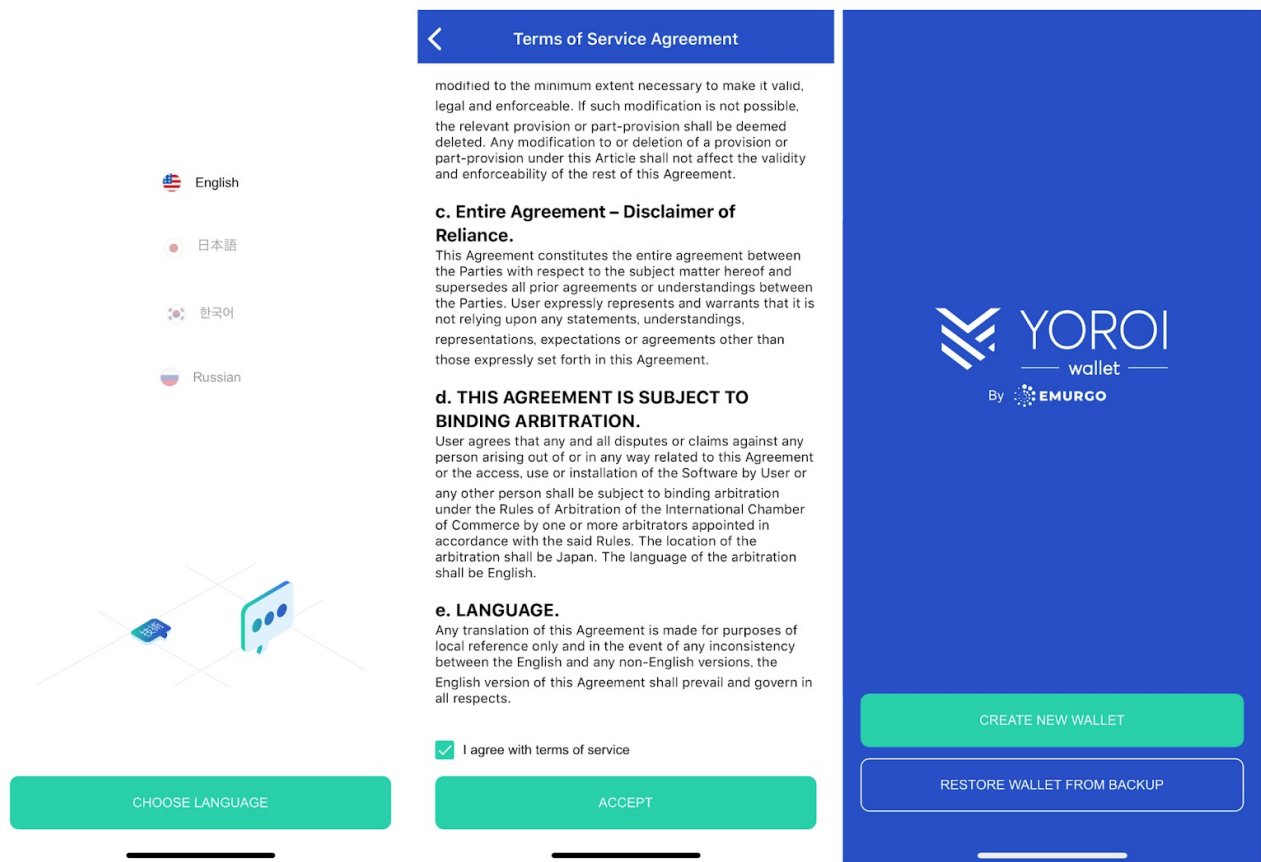 English
日本語
한국어
Russian
CHOOSE LANGUAGE
Terms of Service Agreement
modified to the minimum extent necessary to make it valid,
legal and enforceable. If such modification is not possible,
the relevant provision or part-provision shall be deemed
deleted. Any modification to or deletion of a provision or
part-provision under this Article shall not affect the validity
and enforceability of the rest of this Agreement.
c. Entire Agreement – Disclaimer of
Reliance.
This Agreement constitutes the entire agreement between
the Parties with respect to the subject matter hereof and
supersedes all prior agreements or understandings between
the Parties. User expressly represents and warrants that it is
not relying upon any statements, understandings,
representations, expectations or agreements other than
those expressly set forth in this Agreement.
d. THIS AGREEMENT IS SUBJECT TO
BINDING ARBITRATION.
User agrees that any and all disputes or claims against any
person arising out of or in any way related to this Agreement
or the access, use or installation of the Software by User or
any other person shall be subject to binding arbitration
under the Rules of Arbitration of the International Chamber
of Commerce by one or more arbitrators appointed in
accordance with the said Rules. The location of the
arbitration shall be Japan. The language of the arbitration
shall be English.
e. LANGUAGE.
Any translation of this Agreement is made for purposes of
local reference only and in the event of any inconsistency
between the English and any non-English versions, the
English version of this Agreement shall prevail and govern in
all respects.
I agree with terms of service
ACCEPT
YOROI
wallet
By EMURGO
CREATE NEW WALLET
RESTORE WALLET FROM BACKUP